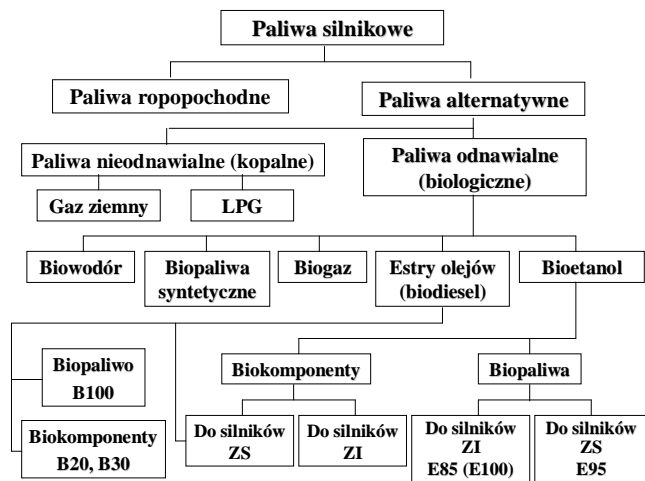 Paliwa silnikowe
Paliwa ropopochodne
Paliwa alternatywne
Paliwa nieodnawialne (kopalne)
Paliwa odnawialne
(biologiczne)
Gaz ziemny
LPG
Biowodór
Biopaliwa
syntetyczne
Biogaz
Estry olejów
(biodiesel)
Bioetanol
Biopaliwo
B100
Biokomponenty
Biopaliwa
Biokomponenty
B20, B30
Do silników
ZS
Do silników
ZI
Do silników
ZI
E85 (E100)
Do silników
ZS
E95